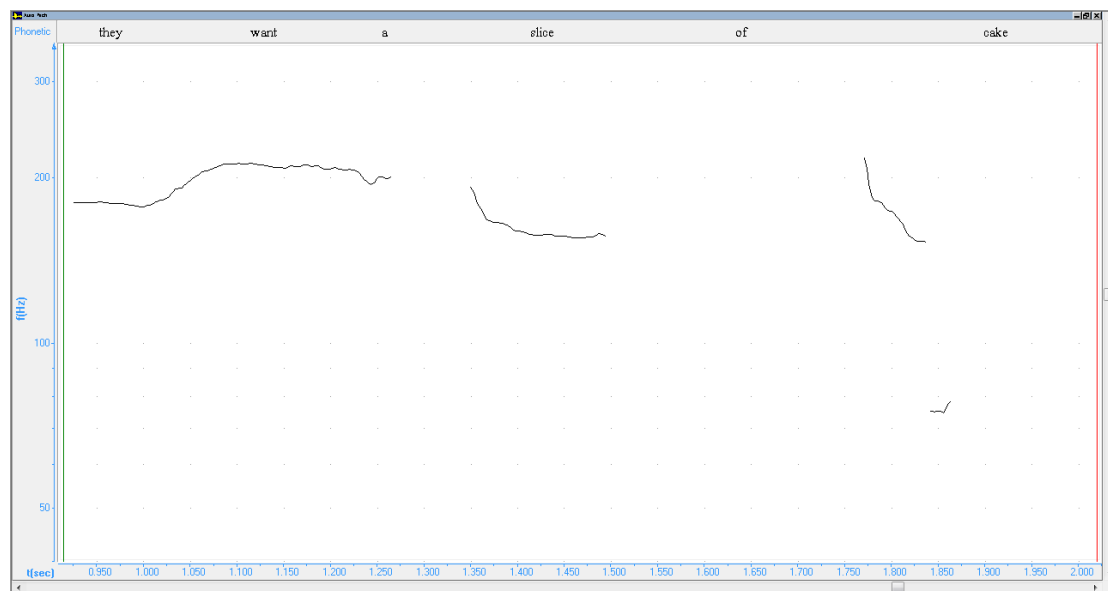 Auto Pitch
Phonetic they want a slice of cake
300
200
f(Hz)
100
50
t(sec) 0.950 1.000 1.050 1.100 1.150 1.200 1.250 1.300 1.350 1.400 1.450 1.500 1.550 1.600 1.650 1.700 1.750 1.800 1.850 1.900 1.950 2.000